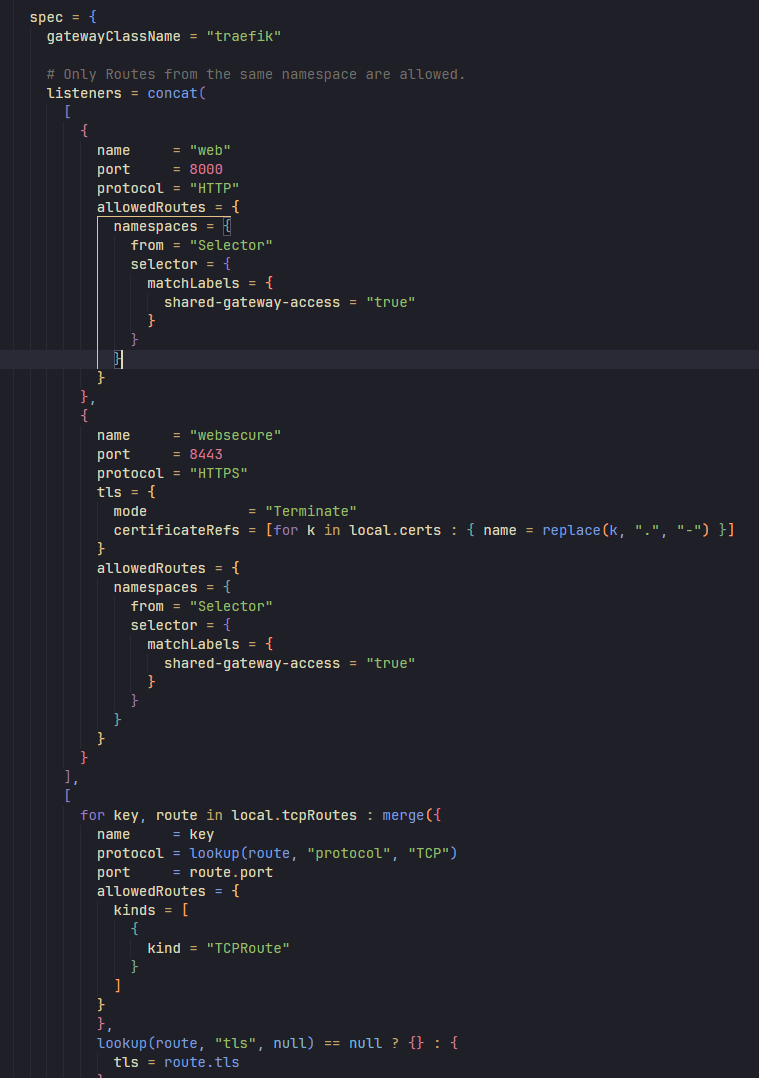 spec = {
  gatewayClassName = "traefik"

  # Only Routes from the same namespace are allowed.
  listeners = concat(
    [
      {
        name     = "web"
        port     = 8000
        protocol = "HTTP"
        allowedRoutes = {
          namespaces = {
            from = "Selector"
            selector = {
              matchLabels = {
                shared-gateway-access = "true"
              }
            }
          }
        }
      },
      {
        name     = "websecure"
        port     = 8443
        protocol = "HTTPS"
        tls = {
          mode            = "Terminate"
          certificateRefs = [for k in local.certs : { name = replace(k, ".", "-") }]
        }
        allowedRoutes = {
          namespaces = {
            from = "Selector"
            selector = {
              matchLabels = {
                shared-gateway-access = "true"
              }
            }
          }
        }
      }
    ],
    [
      for key, route in local.tcpRoutes : merge({
        name     = key
        protocol = lookup(route, "protocol", "TCP")
        port     = route.port
        allowedRoutes = {
          kinds = [
            {
              kind = "TCPRoute"
            }
          ]
        }
        },
        lookup(route, "tls", null) == null ? {} : {
          tls = route.tls